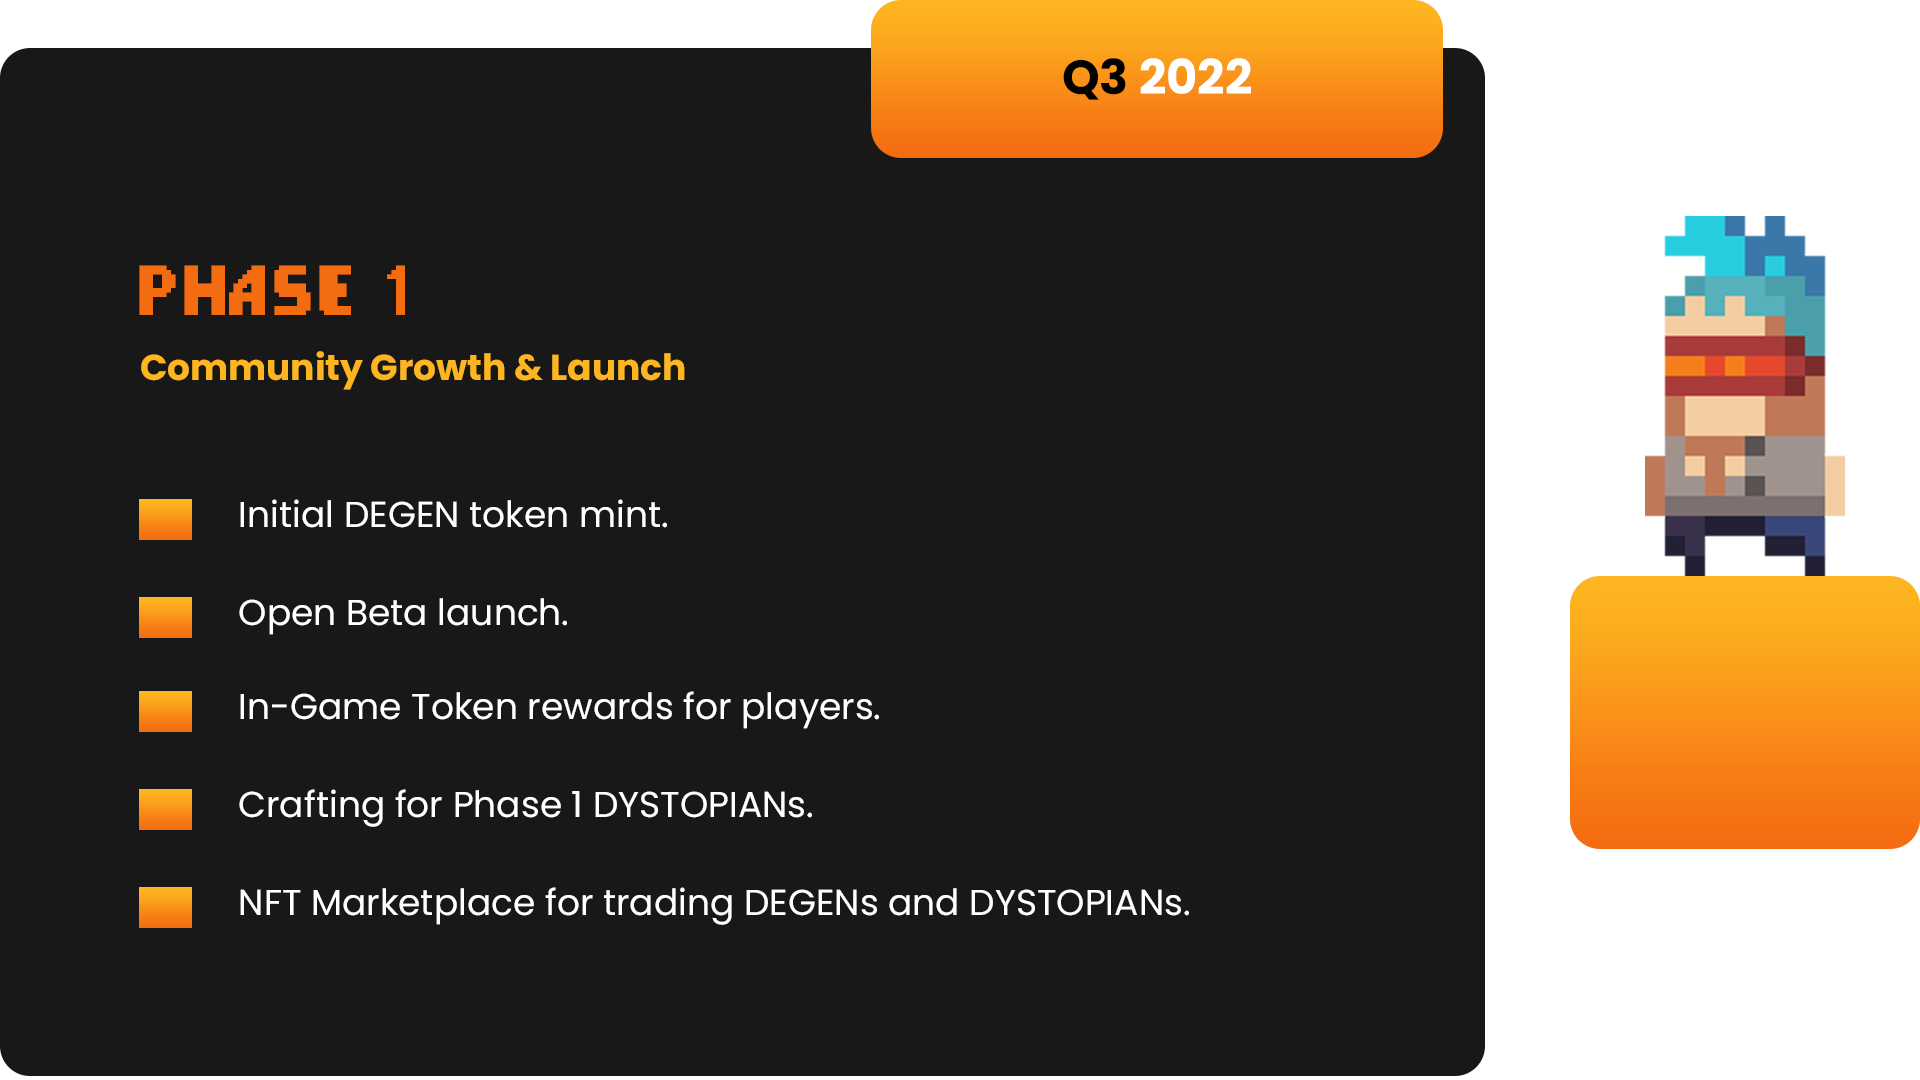 Q3 2022
PHASE 1
Community Growth & Launch
Initial DEGEN token mint.
Open Beta launch.
In-Game Token rewards for players.
Crafting for Phase 1 DYSTOPIANs.
NFT Marketplace for trading DEGENs and DYSTOPIANs.